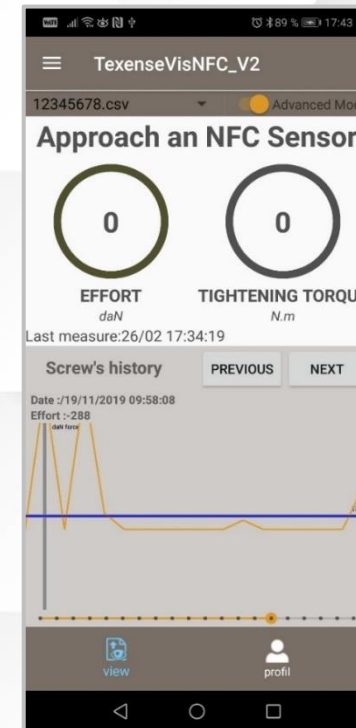 89 % 17:43
TexenseVisNFC_V2
12345678.csv Advanced Mod
Approach an NFC Sensor
0 0
EFFORT TIGHTENING TORQU
daN N.m
Last measure:26/02 17:34:19
Screw's history PREVIOUS NEXT
Date :/19/11/2019 09:58:08
Effort :-288
daN force
view profil